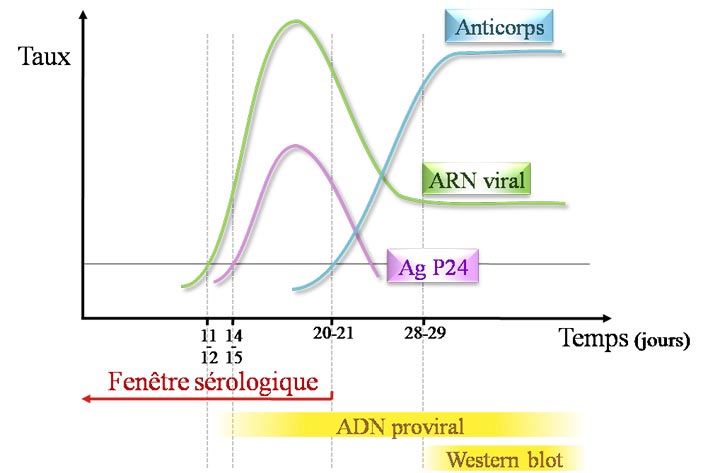 Anticorps
Taux
ARN viral
Ag P24
11
12
14
15
20-21
28-29
Temps (jours)
Fenêtre sérologique
ADN proviral
Western blot